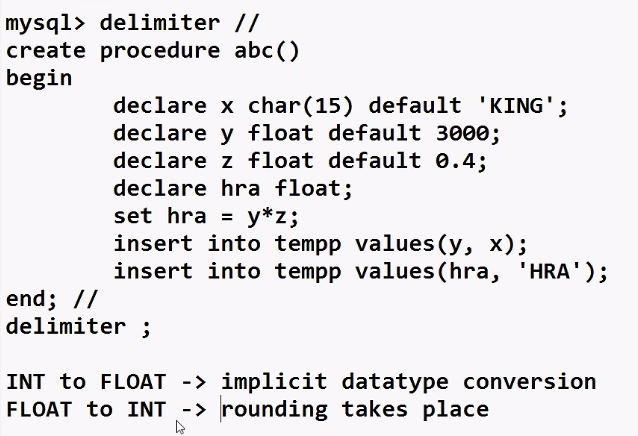 mysql> delimiter //
create procedure abc()
begin
        declare x char(15) default 'KING';
        declare y float default 3000;
        declare z float default 0.4;
        declare hra float;
        set hra = y*z;
        insert into tempp values(y, x);
        insert into tempp values(hra, 'HRA');
end; //
delimiter ;

INT to FLOAT -> implicit datatype conversion
FLOAT to INT -> rounding takes place